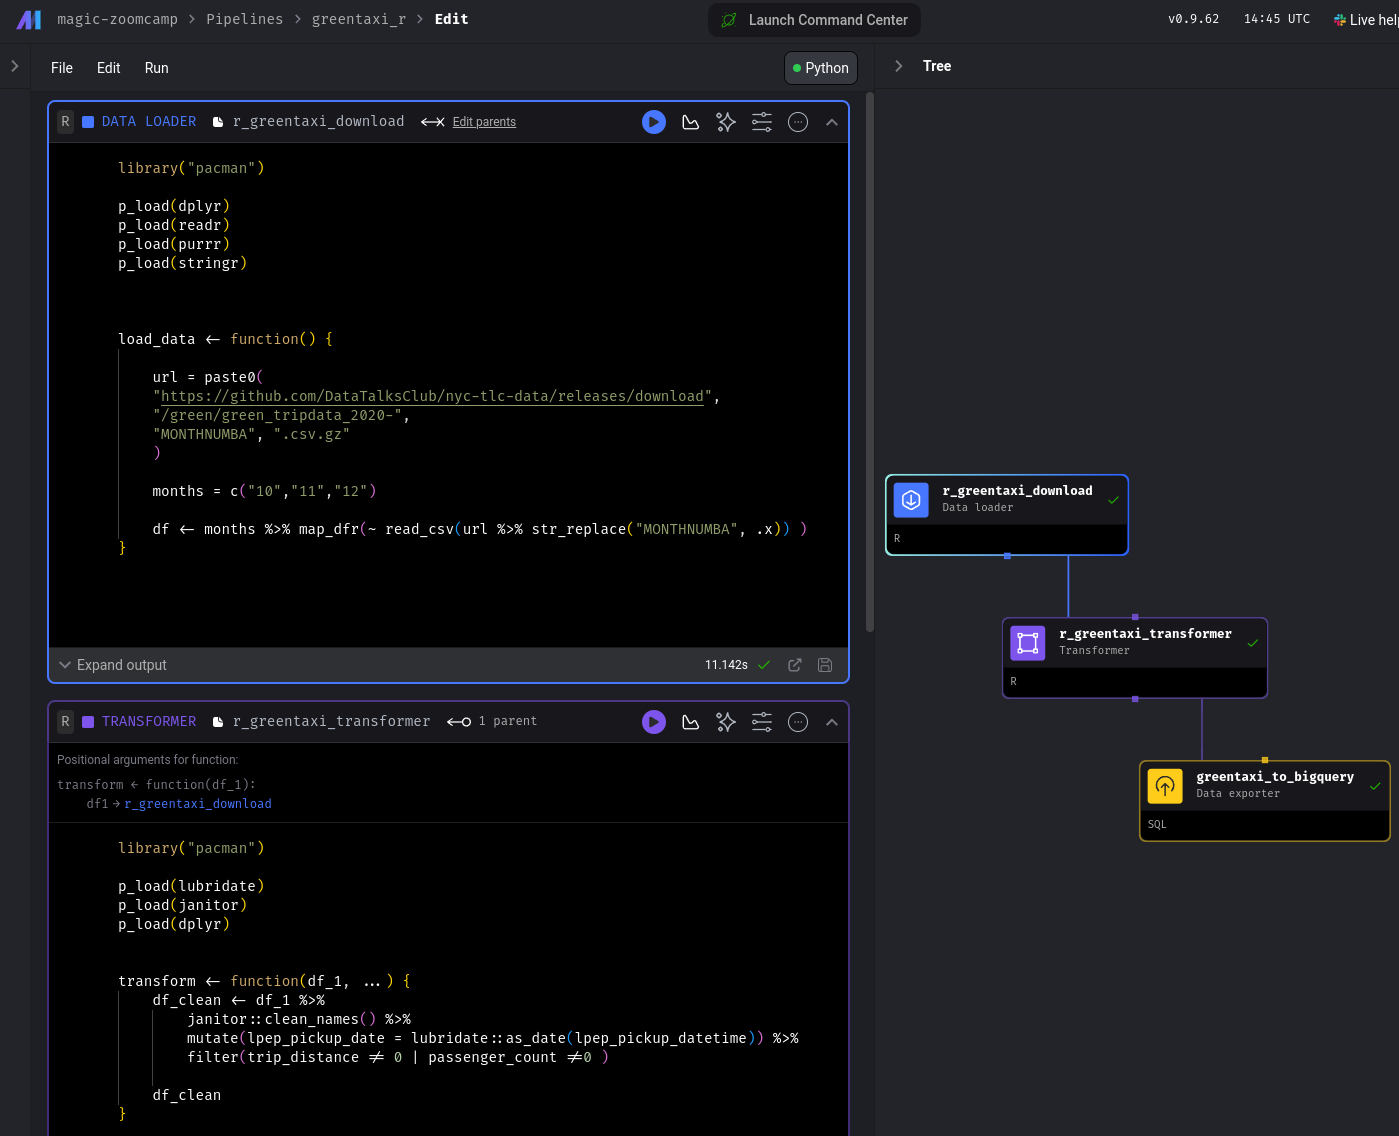 magic-zoomcamp > Pipelines > greentaxi_r > Edit
Launch Command Center
v0.9.62 14:45 UTC Live hel
File Edit Run
Python
Tree
R DATA LOADER r_greentaxi_download Edit parents
library("pacman")
p_load(dplyr)
p_load(readr)
p_load(purrr)
p_load(stringr)
load_data <- function() {
url = paste0(
"https://github.com/DataTalksClub/nyc-tlc-data/releases/download",
"/green/green_tripdata_2020-",
"MONTHNUMBA", ".csv.gz"
)
months = c("10","11","12")
df <- months %>% map_dfr(~ read_csv(url %>% str_replace("MONTHNUMBA", .x)) )
}
Expand output 11.142s
R TRANSFORMER r_greentaxi_transformer 1 parent
Positional arguments for function:
transform ← function(df_1):
df1 → r_greentaxi_download
library("pacman")
p_load(lubridate)
p_load(janitor)
p_load(dplyr)
transform <- function(df_1, ...) {
df_clean <- df_1 %>%
janitor::clean_names() %>%
mutate(lpep_pickup_date = lubridate::as_date(lpep_pickup_datetime)) %>%
filter(trip_distance != 0 | passenger_count !=0 )
df_clean
}
r_greentaxi_download
Data loader
R
r_greentaxi_transformer
Transformer
R
greentaxi_to_bigquery
Data exporter
SQL